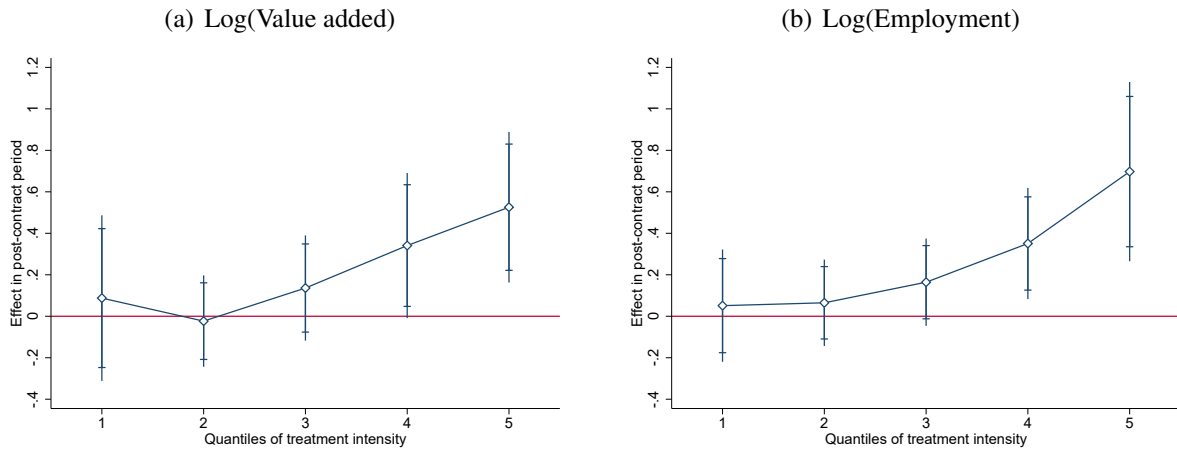 (a) Log(Value added)
Effect in post-contract period
1.2
1
.8
.6
.4
.2
0
-.2
-.4
1 2 3 4 5
Quantiles of treatment intensity
(b) Log(Employment)
Effect in post-contract period
1.2
1
.8
.6
.4
.2
0
-.2
-.4
1 2 3 4 5
Quantiles of treatment intensity